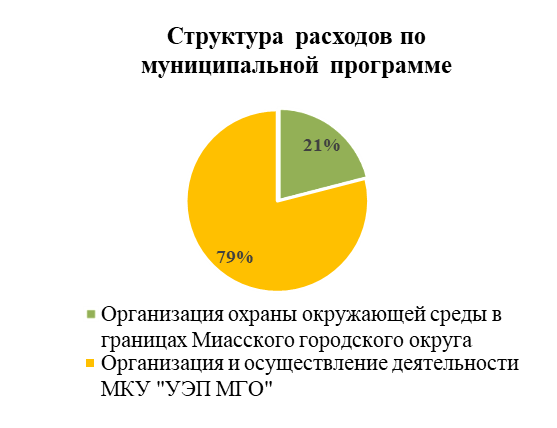 Структура расходов по
муниципальной программе
21%
79%
Организация охраны окружающей среды в
границах Миасского городского округа
Организация и осуществление деятельности
МКУ "УЭП МГО"